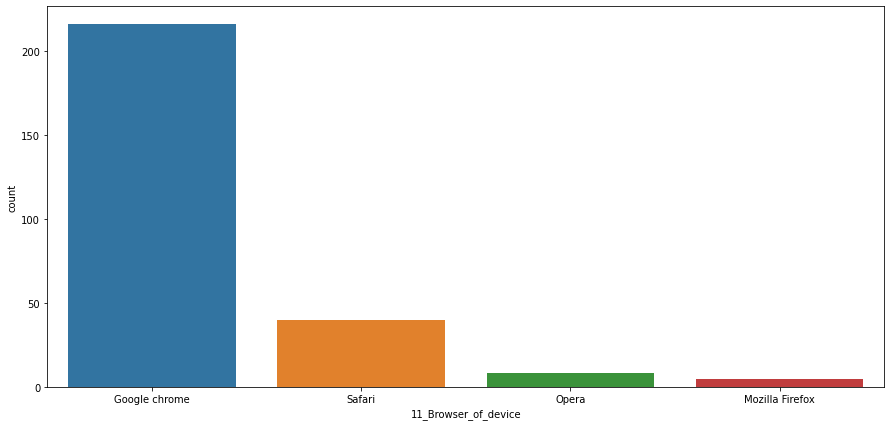 200
150
100
50
0
count
Google chrome Safari Opera Mozilla Firefox
11_Browser_of_device